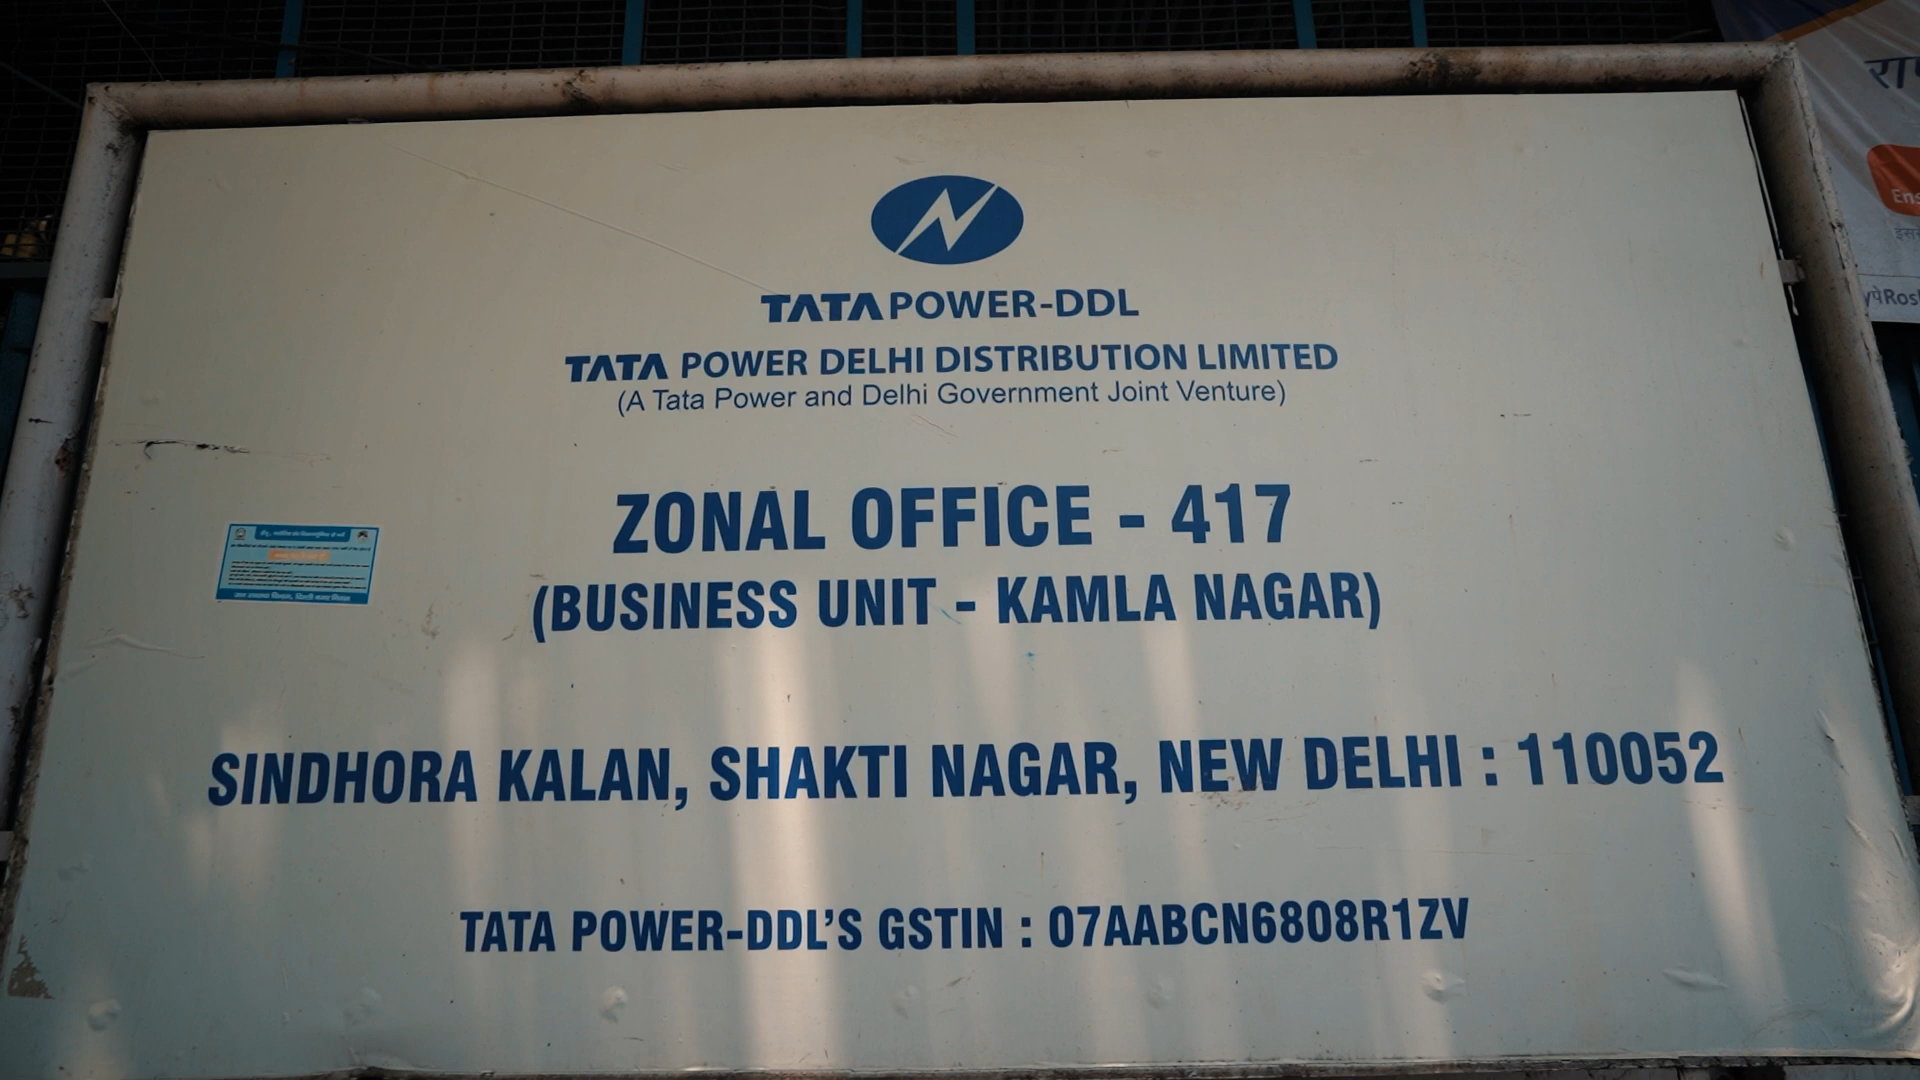 TATA POWER-DDL
TATA POWER DELHI DISTRIBUTION LIMITED
(A Tata Power and Delhi Government Joint Venture)
ZONAL OFFICE - 417
(BUSINESS UNIT - KAMLA NAGAR)
SINDHORA KALAN, SHAKTI NAGAR, NEW DELHI : 110052
TATA POWER-DDL'S GSTIN : 07AABCN6808R1ZV